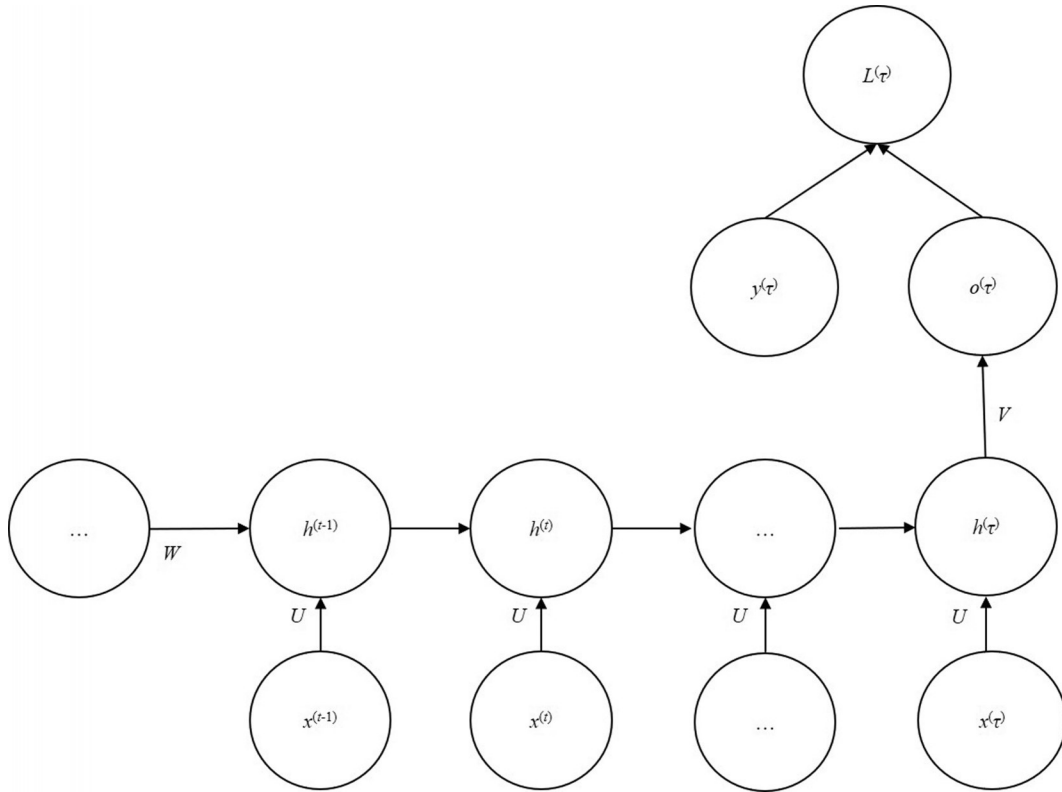 L(τ)
y(τ)
o(τ)
V
… h(t-1) h(t) … h(τ)
W
U U U U
x(t-1) x(t) … x(τ)